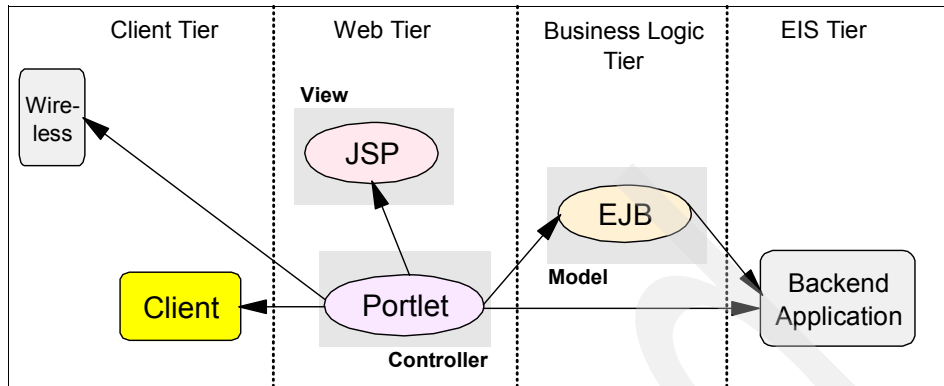 Client Tier
Web Tier
Business Logic
Tier
EIS Tier
Wire-
less
View
JSP
EJB
Model
Client
Portlet
Controller
Backend
Application